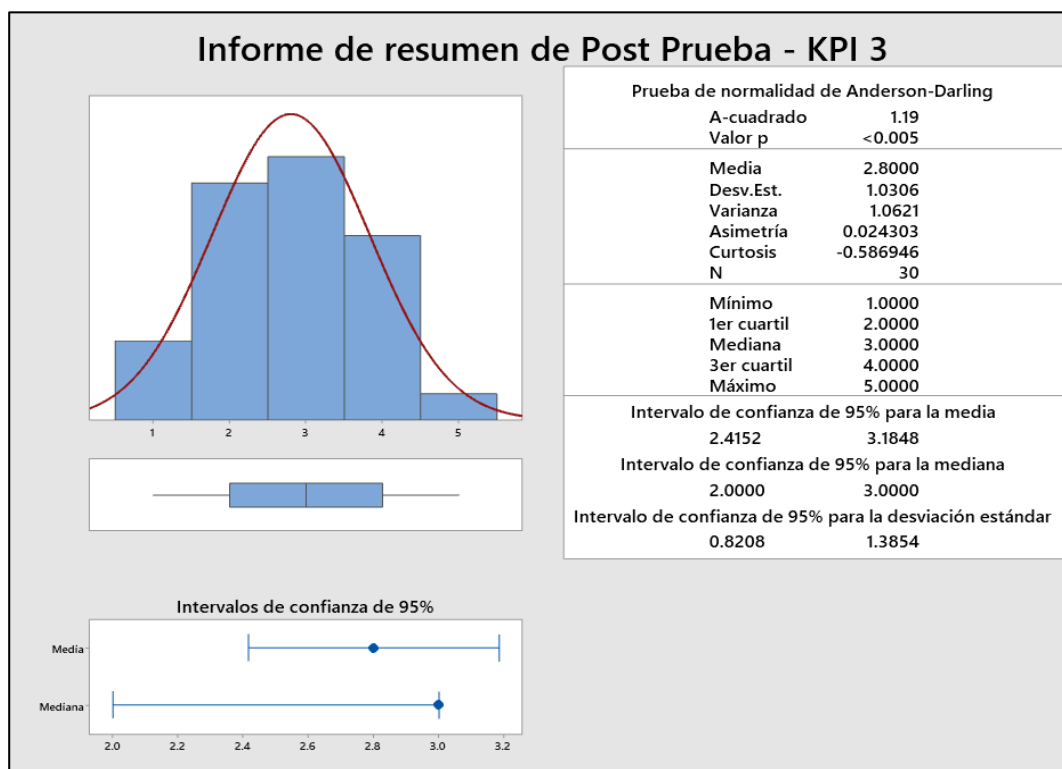 Informe de resumen de Post Prueba - KPI 3
1 2 3 4 5
Intervalos de confianza de 95%
Media
Mediana
2.0 2.2 2.4 2.6 2.8 3.0 3.2
Prueba de normalidad de Anderson-Darling
A-cuadrado 1.19
Valor p <0.005
Media 2.8000
Desv.Est. 1.0306
Varianza 1.0621
Asimetría 0.024303
Curtosis -0.586946
N 30
Mínimo 1.0000
1er cuartil 2.0000
Mediana 3.0000
3er cuartil 4.0000
Máximo 5.0000
Intervalo de confianza de 95% para la media
2.4152 3.1848
Intervalo de confianza de 95% para la mediana
2.0000 3.0000
Intervalo de confianza de 95% para la desviación estándar
0.8208 1.3854